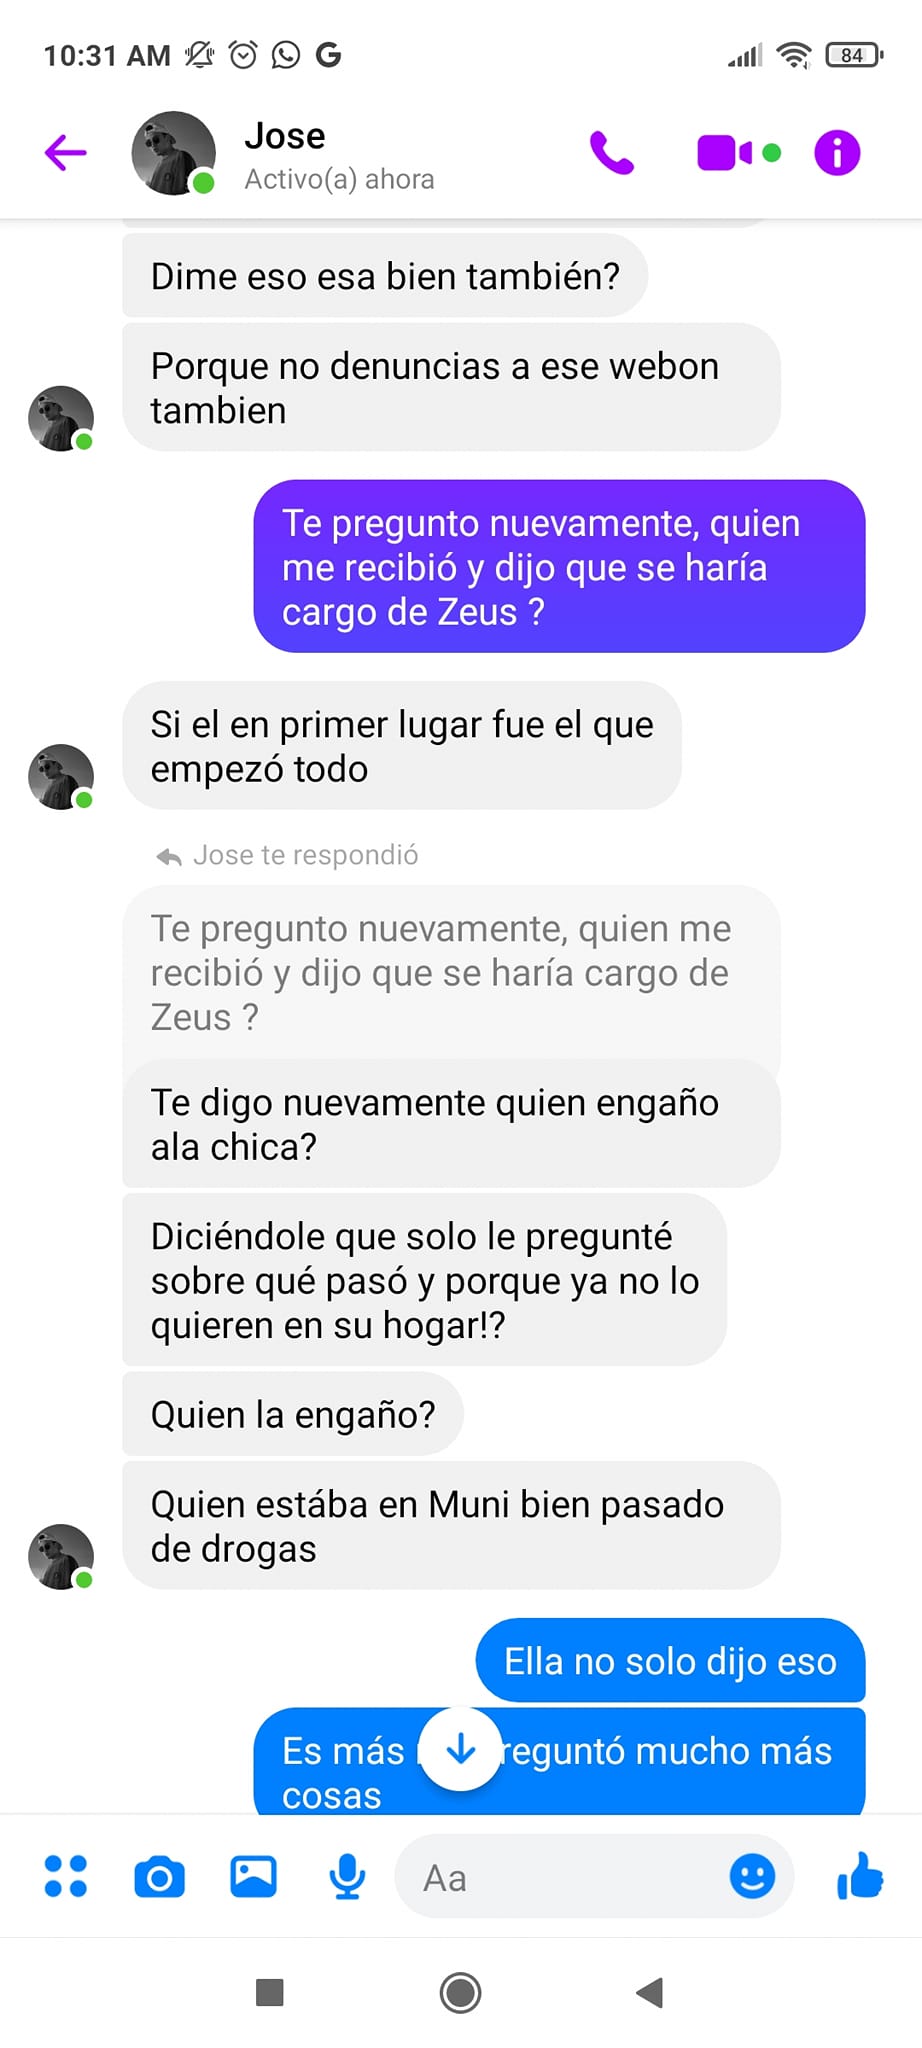 10:31 AM
84
Jose
Activo(a) ahora
Dime eso esa bien también?
Porque no denuncias a ese webon
tambien
Te pregunto nuevamente, quien
me recibió y dijo que se haría
cargo de Zeus ?
Si el en primer lugar fue el que
empezó todo
Jose te respondió
Te pregunto nuevamente, quien me
recibió y dijo que se haría cargo de
Zeus ?
Te digo nuevamente quien engaño
ala chica?
Diciéndole que solo le pregunté
sobre qué pasó y porque ya no lo
quieren en su hogar!?
Quien la engaño?
Quien estába en Muni bien pasado
de drogas
Ella no solo dijo eso
Es más reguntó mucho más
cosas
Aa